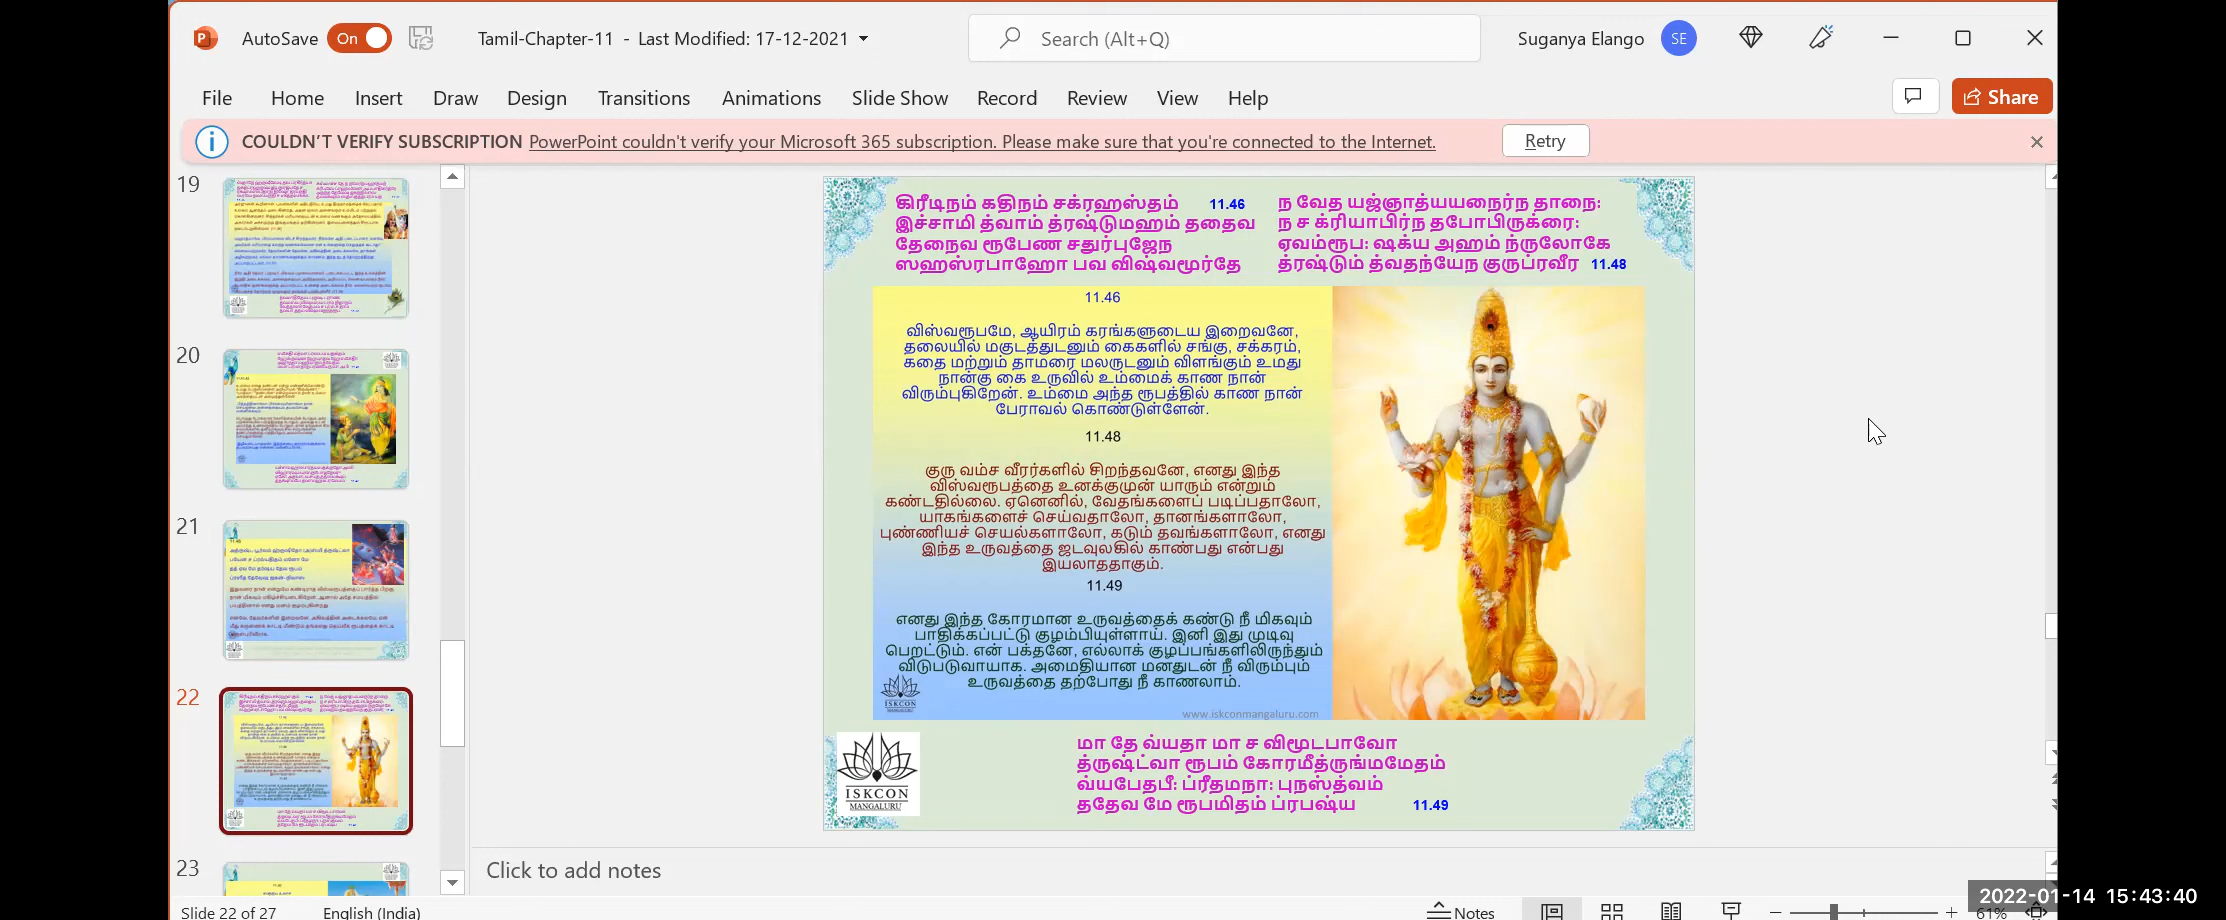 AutoSave On Tamil-Chapter-11 - Last Modified: 17-12-2021 Search (Alt+Q) Suganya Elango SE
File Home Insert Draw Design Transitions Animations Slide Show Record Review View Help Share
COULDN'T VERIFY SUBSCRIPTION PowerPoint couldn't verify your Microsoft 365 subscription. Please make sure that you're connected to the Internet. Retry
19
20
21
22
23
கிரீடிநம் கதிநம் சக்ரஹஸ்தம் 11.46
இச்சாமி த்வாம் த்ரஷ்டுமஹம் ததைவ
தேநைவ ரூபேண சதுர்புஜேந
ஸஹஸ்ரபாஹோ பவ விஷ்வமூர்தே
ந வேத யஜ்ஞாத்யயநைர்ந தாநை:
ந ச க்ரியாபிர்ந தபோபிருக்ரை:
ஏவம்ரூப: ஷக்ய அஹம் ந்ருலோகே
த்ரஷ்டும் த்வதந்யேந குருப்ரவீர 11.48
11.46
விஸ்வரூபமே, ஆயிரம் கரங்களுடைய இறைவனே,
தலையில் மகுடத்துடனும் கைகளில் சங்கு, சக்கரம்,
கதை மற்றும் தாமரை மலருடனும் விளங்கும் உமது
நான்கு கை உருவில் உம்மைக் காண நான்
விரும்புகிறேன். உம்மை அந்த ரூபத்தில் காண நான்
பேராவல் கொண்டுள்ளேன்.
11.48
குரு வம்ச வீரர்களில் சிறந்தவனே, எனது இந்த
விஸ்வரூபத்தை உனக்குமுன் யாரும் என்றும்
கண்டதில்லை. ஏனெனில், வேதங்களைப் படிப்பதாலோ,
யாகங்களைச் செய்வதாலோ, தானங்களாலோ,
புண்ணியச் செயல்களாலோ, கடும் தவங்களாலோ, எனது
இந்த உருவத்தை ஜடவுலகில் காண்பது என்பது
இயலாததாகும்.
11.49
எனது இந்த கோரமான உருவத்தைக் கண்டு நீ மிகவும்
பாதிக்கப்பட்டு குழம்பியுள்ளாய். இனி இது முடிவு
பெறட்டும். என் பக்தனே, எல்லாக் குழப்பங்களிலிருந்தும்
விடுபடுவாயாக. அமைதியான மனதுடன் நீ விரும்பும்
உருவத்தை தற்போது நீ காணலாம்.
ISKCON
MANGALURU
www.iskconmangaluru.com
மா தே வ்யதா மா ச விமூடபாவோ
த்ருஷ்ட்வா ரூபம் கோரமீத்ருங்மமேதம்
வ்யபேதபீ: ப்ரீதமநா: புநஸ்த்வம்
ததேவ மே ரூபமிதம் ப்ரபஷ்ய 11.49
ISKCON
MANGALURU
Click to add notes
Slide 22 of 27 English (India) Notes 61%
2022-01-14 15:43:40